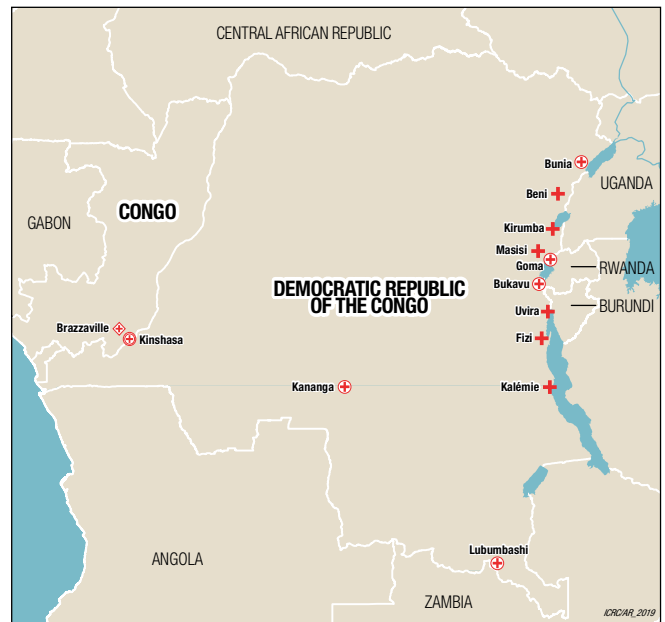 CENTRAL AFRICAN REPUBLIC
Bunia
UGANDA
Beni
CONGO
GABON
Kirumba
Masisi
Goma
RWANDA
Bukavu
DEMOCRATIC REPUBLIC
OF THE CONGO
BURUNDI
Uvira
Brazzaville
Kinshasa
Fizi
Kananga
Kalémie
ANGOLA
Lubumbashi
ZAMBIA
ICRC/AR_2019